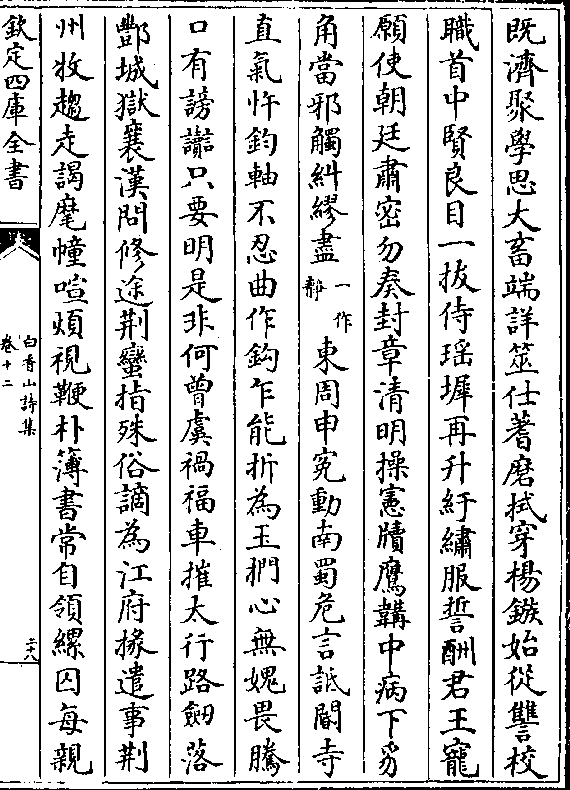 既濟聚學思大畜端詳筮仕蓍磨拭穿楊鏃始從讐校
職首中賢良目一拔侍瑶墀再升紆繡服誓酬君王寵
願使朝廷肅密勿奏封章清明操憲牘鷹韝中病下豸
角當邪觸糾繆盡一作靜東周申寃動南蜀危言詆閽寺
直氣忤鈞軸不忍曲作鈎乍能折為玉捫心無媿畏騰
口有謗讟只要明是非何曾虞禍福車摧太行路劒落
酆城獄襄漢問修途荆蠻指殊俗謫為江府掾遣事荆
州牧趨走謁麾幢喧煩視鞭朴簿書常自領縲囚每親
欽定四庫全書
白香山詩集
卷十二
二十八